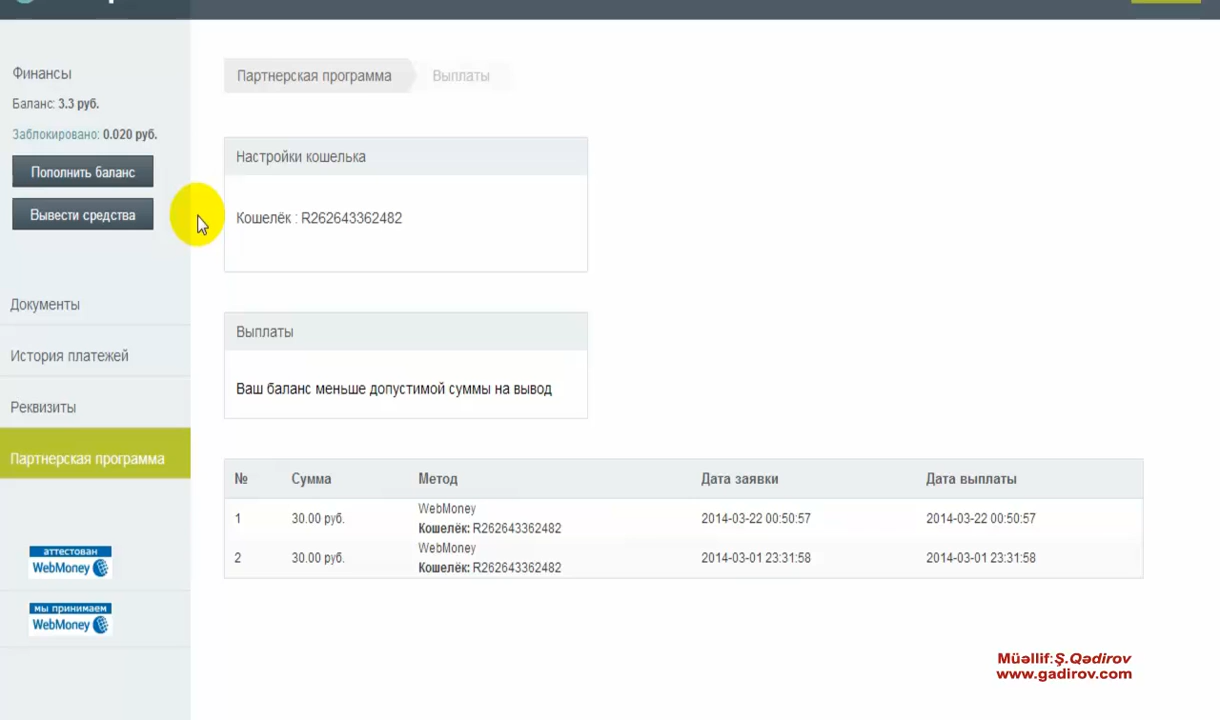 Финансы
Баланс: 3.3 руб.
Заблокировано: 0.020 руб.
Пополнить баланс
Вывести средства
Документы
История платежей
Реквизиты
Партнерская программа
аттестован
WebMoney
мы принимаем
WebMoney
Партнерская программа Выплаты
Настройки кошелька
Кошелёк : R262643362482
Выплаты
Ваш баланс меньше допустимой суммы на вывод
№ Сумма Метод Дата заявки Дата выплаты
1 30.00 руб. WebMoney 2014-03-22 00:50:57 2014-03-22 00:50:57
Кошелёк: R262643362482
2 30.00 руб. WebMoney 2014-03-01 23:31:58 2014-03-01 23:31:58
Кошелёк: R262643362482
Müəllif:Ş.Qədirov
www.gadirov.com